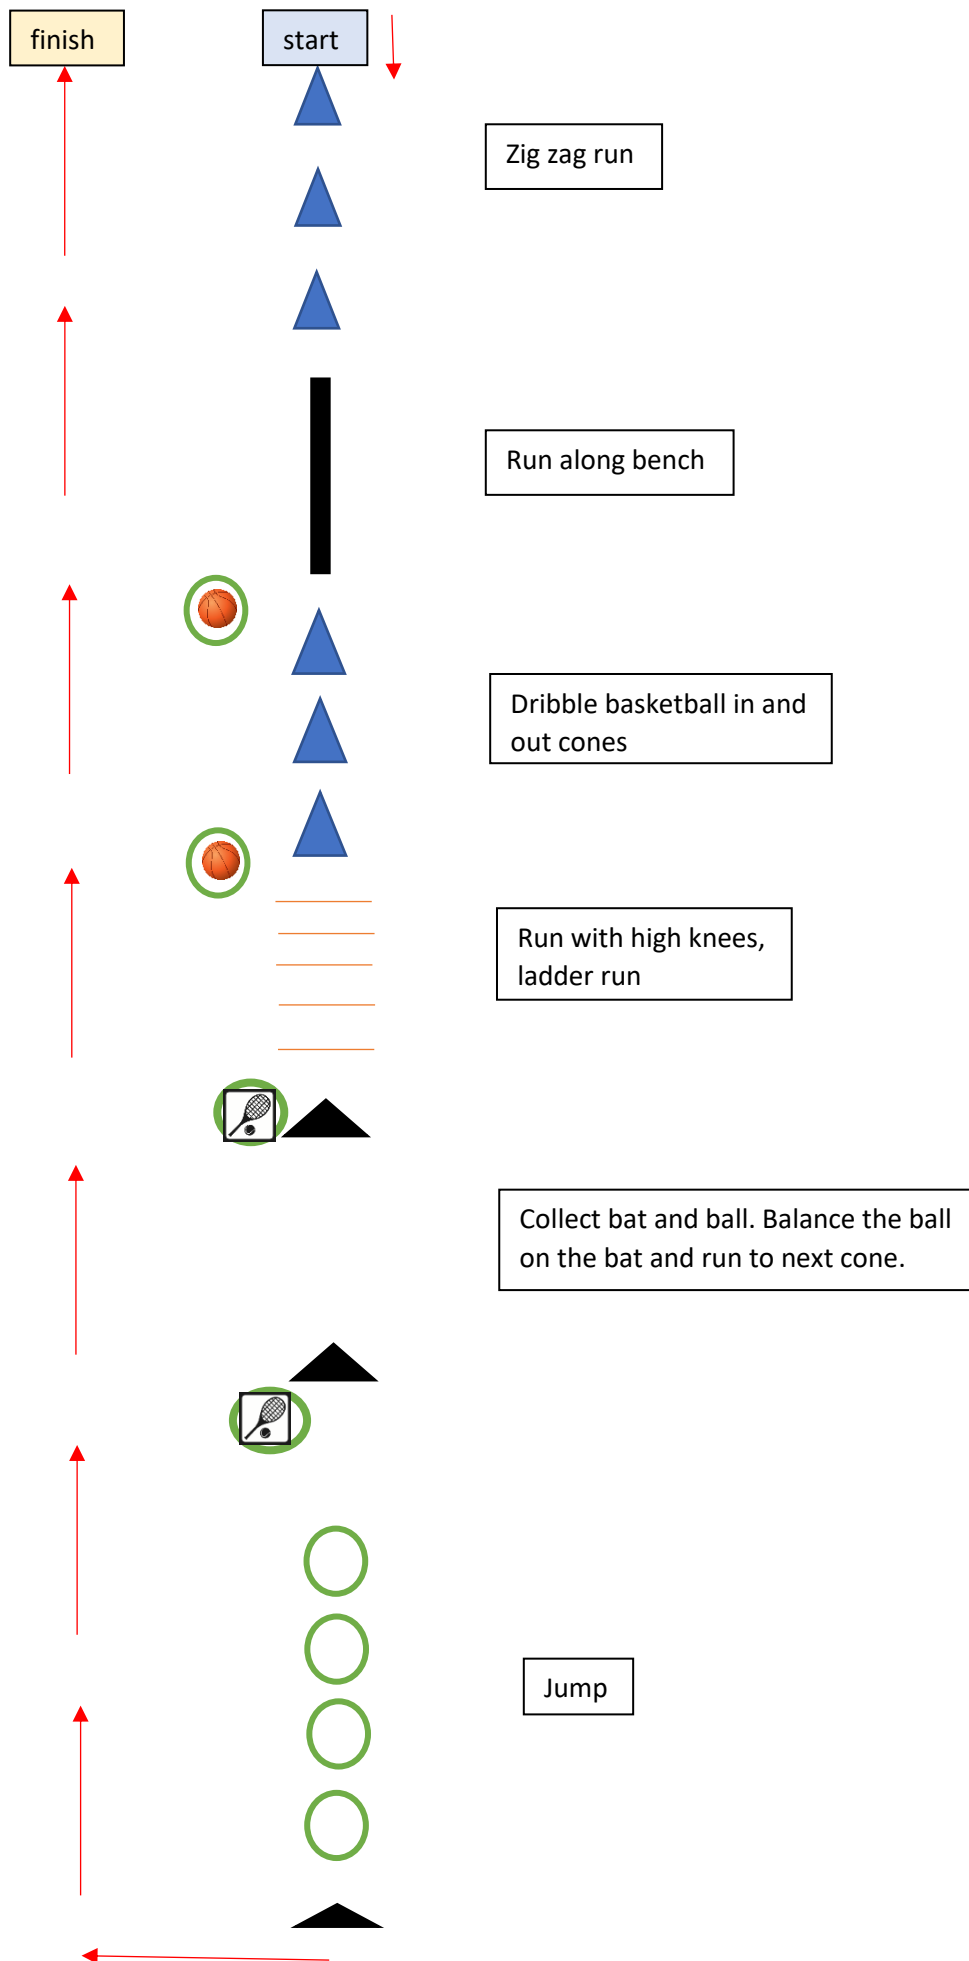 finish
start
Zig zag run
Run along bench
Dribble basketball in and
out cones
Run with high knees,
ladder run
Collect bat and ball. Balance the ball
on the bat and run to next cone.
Jump